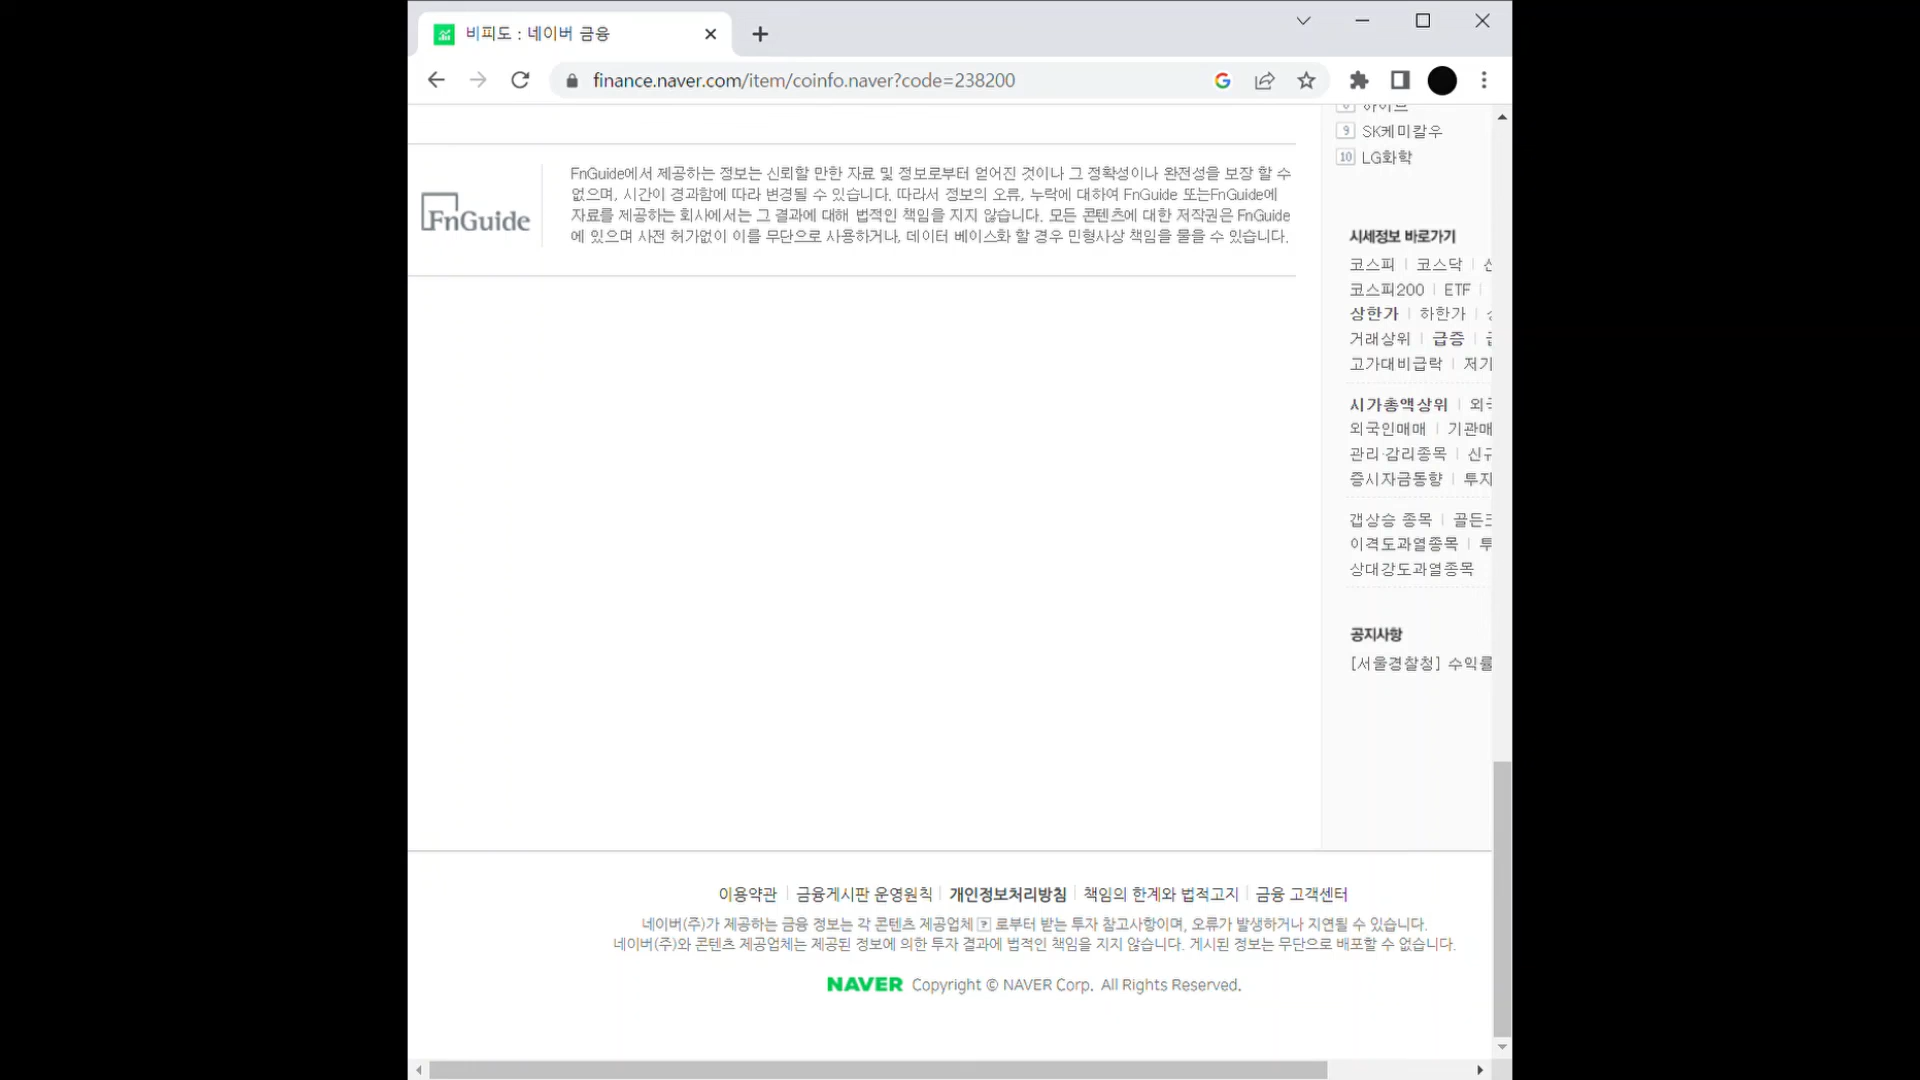 비피도 : 네이버 금융
finance.naver.com/item/coinfo.naver?code=238200
FnGuide
FnGuide에서 제공하는 정보는 신뢰할 만한 자료 및 정보로부터 얻어진 것이나 그 정확성이나 완전성을 보장 할 수
없으며, 시간이 경과함에 따라 변경될 수 있습니다. 따라서 정보의 오류, 누락에 대하여 FnGuide 또는FnGuide에
자료를 제공하는 회사에서는 그 결과에 대해 법적인 책임을 지지 않습니다. 모든 콘텐츠에 대한 저작권은 FnGuide
에 있으며 사전 허가없이 이를 무단으로 사용하거나, 데이터 베이스화 할 경우 민형사상 책임을 물을 수 있습니다.
하이브
9 SK케미칼우
10 LG화학
시세정보 바로가기
코스피 | 코스닥 |
코스피200 | ETF |
상한가 | 하한가 |
거래상위 | 급증 |
고가대비급락 |
시가총액상위 |
외국인매매 | 기관매
관리·감리종목 |
증시자금동향 | 투자
갭상승 종목 |
이격도과열종목 | 투
상대강도과열종목
공지사항
[서울경찰청] 수익률
이용약관 | 금융게시판 운영원칙 | 개인정보처리방침 | 책임의 한계와 법적고지 | 금융 고객센터
네이버(주)가 제공하는 금융 정보는 각 콘텐츠 제공업체 ? 로부터 받는 투자 참고사항이며, 오류가 발생하거나 지연될 수 있습니다.
네이버(주)와 콘텐츠 제공업체는 제공된 정보에 의한 투자 결과에 법적인 책임을 지지 않습니다. 게시된 정보는 무단으로 배포할 수 없습니다.
NAVER Copyright © NAVER Corp. All Rights Reserved.